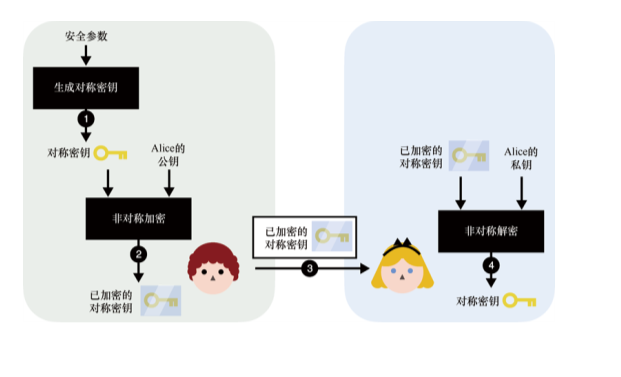 安全参数
生成对称密钥
1
对称密钥
Alice的
公钥
非对称加密
2
已加密的
对称密钥
已加密的
对称密钥
3
已加密的
对称密钥
Alice的
私钥
非对称解密
4
对称密钥